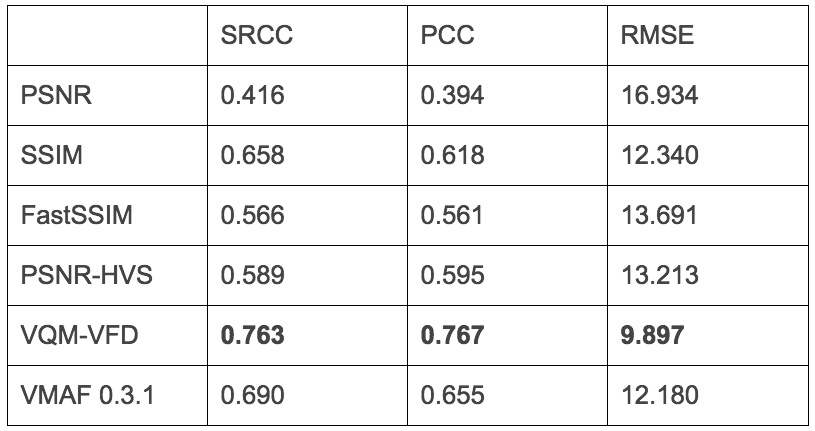 SRCC PCC RMSE
PSNR 0.416 0.394 16.934
SSIM 0.658 0.618 12.340
FastSSIM 0.566 0.561 13.691
PSNR-HVS 0.589 0.595 13.213
VQM-VFD 0.763 0.767 9.897
VMAF 0.3.1 0.690 0.655 12.180